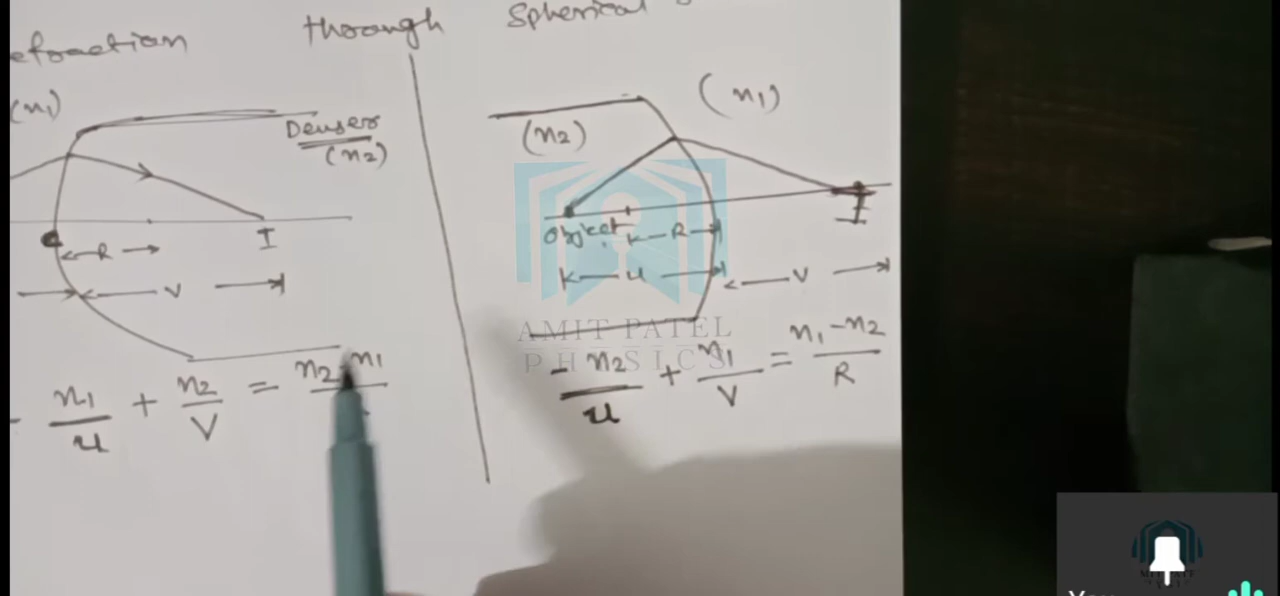 efraction through Spherical
(n1)
Denser
(n2)
R
I
V
- n1/u + n2/V = n2-n1
(n2)
(n1)
Object
I
R
u
V
AMIT PATEL
PHYSICS
- n2/u + n1/V = n1-n2/R